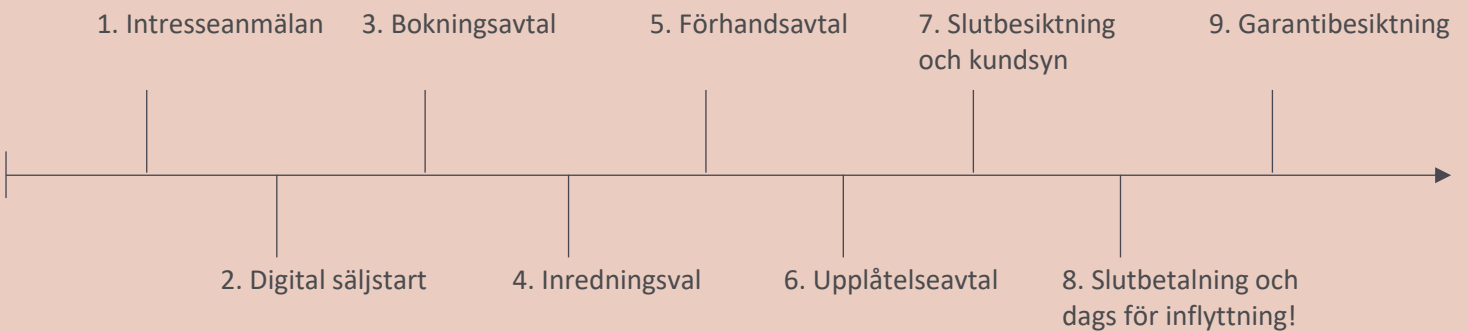 1. Intresseanmälan
3. Bokningsavtal
5. Förhandsavtal
7. Slutbesiktning
och kundsyn
9. Garantibesiktning
2. Digital säljstart
4. Inredningsval
6. Upplåtelseavtal
8. Slutbetalning och
dags för inflyttning!